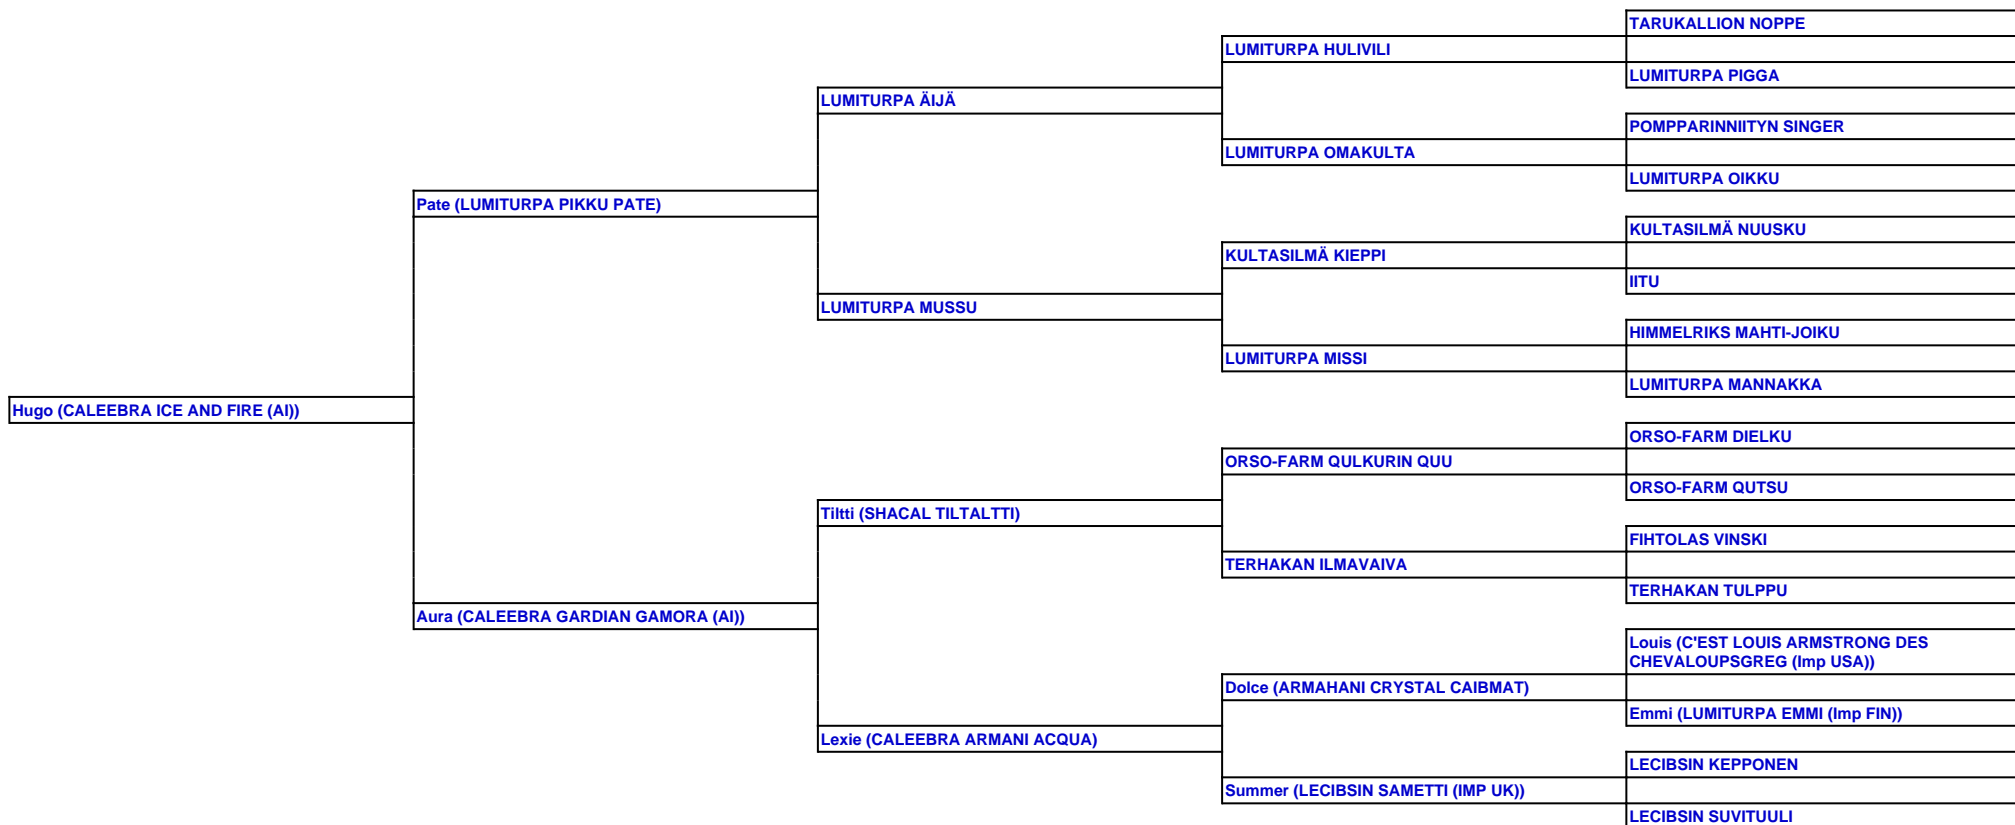 TARUKALLION NOPPE
LUMITURPA HULIVILI
LUMITURPA PIGGA
LUMITURPA ÄIJÄ
POMPPARINNIITYN SINGER
LUMITURPA OMAKULTA
LUMITURPA OIKKU
Pate (LUMITURPA PIKKU PATE)
KULTASILMÄ NUUSKU
KULTASILMÄ KIEPPI
IITU
LUMITURPA MUSSU
HIMMELRIKS MAHTI-JOIKU
LUMITURPA MISSI
LUMITURPA MANNAKKA
Hugo (CALEEBRA ICE AND FIRE (AI))
ORSO-FARM DIELKU
ORSO-FARM QULKURIN QUU
ORSO-FARM QUTSU
Tiltti (SHACAL TILTALTTI)
FIHTOLAS VINSKI
TERHAKAN ILMAVAIVA
TERHAKAN TULPPU
Aura (CALEEBRA GARDIAN GAMORA (AI))
Louis (C'EST LOUIS ARMSTRONG DES
CHEVALOUPSGREG (Imp USA))
Dolce (ARMAHANI CRYSTAL CAIBMAT)
Emmi (LUMITURPA EMMI (Imp FIN))
Lexie (CALEEBRA ARMANI ACQUA)
LECIBSIN KEPPONEN
Summer (LECIBSIN SAMETTI (IMP UK))
LECIBSIN SUVITUULI